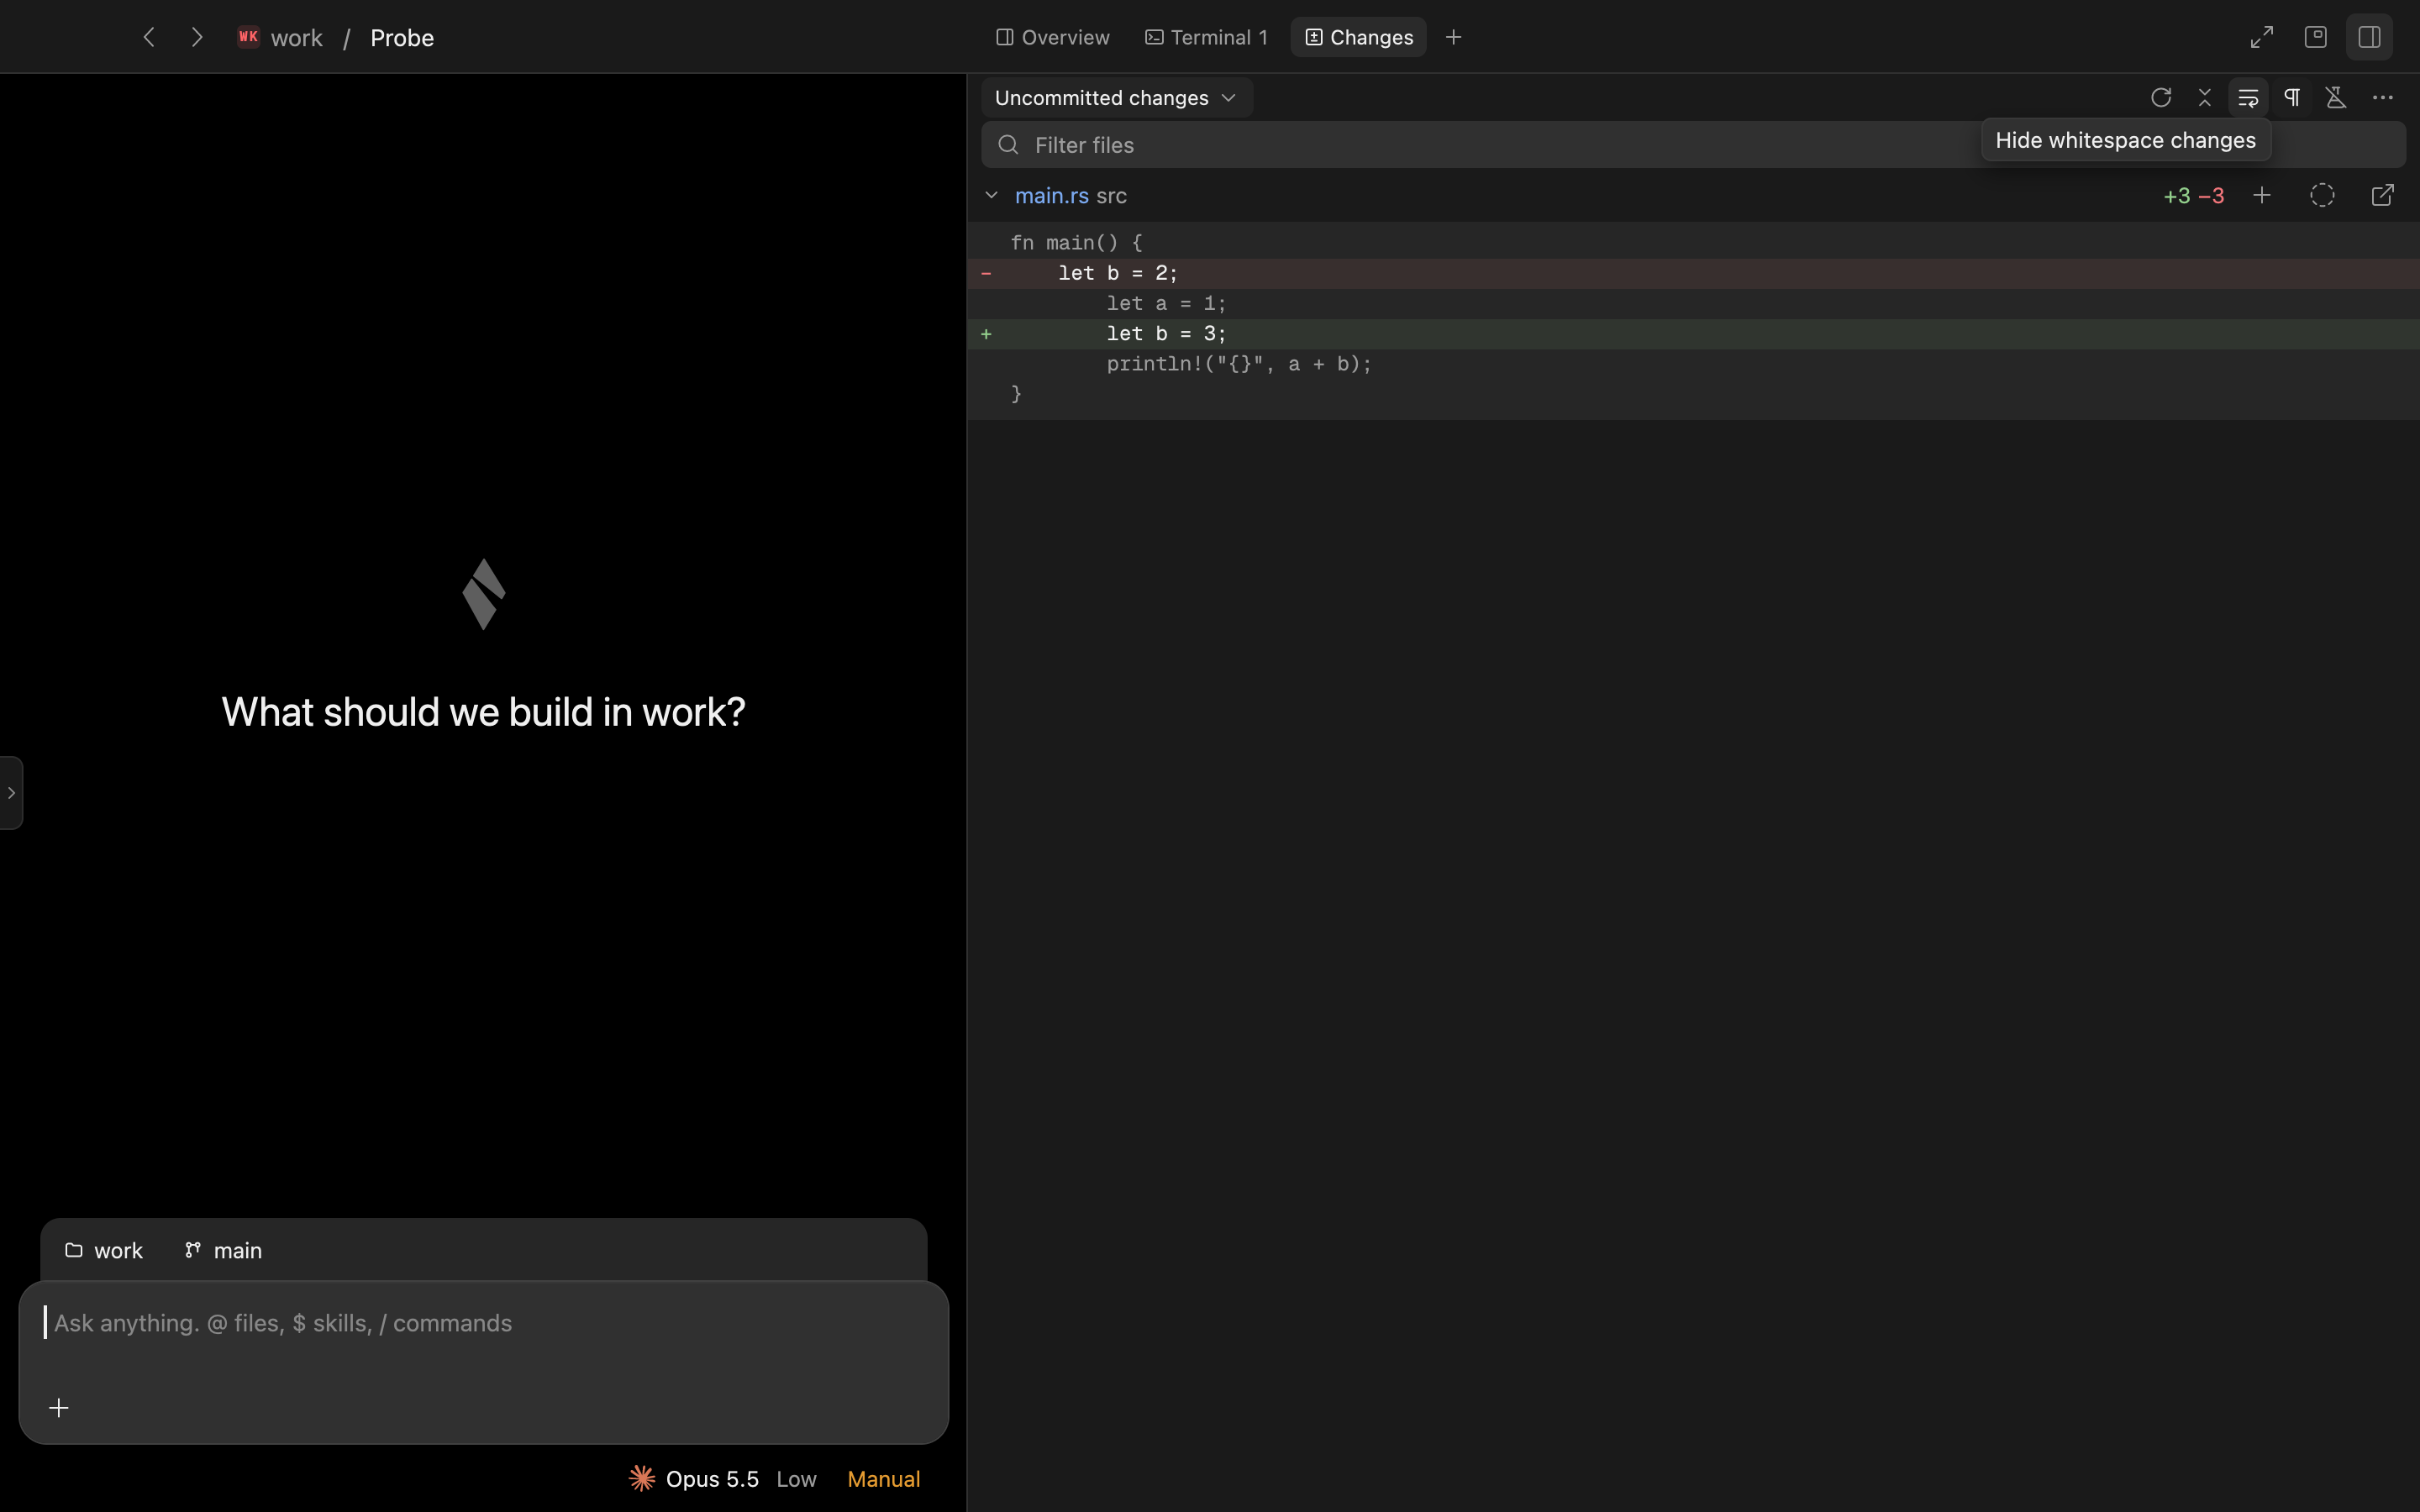 WK work / Probe
Overview
Terminal 1
Changes
Uncommitted changes
Filter files
Hide whitespace changes
main.rs src
+3 −3
fn main() {
−    let b = 2;
        let a = 1;
+        let b = 3;
        println!("{}", a + b);
}
What should we build in work?
work
main
Ask anything. @ files, $ skills, / commands
Opus 5.5 Low Manual